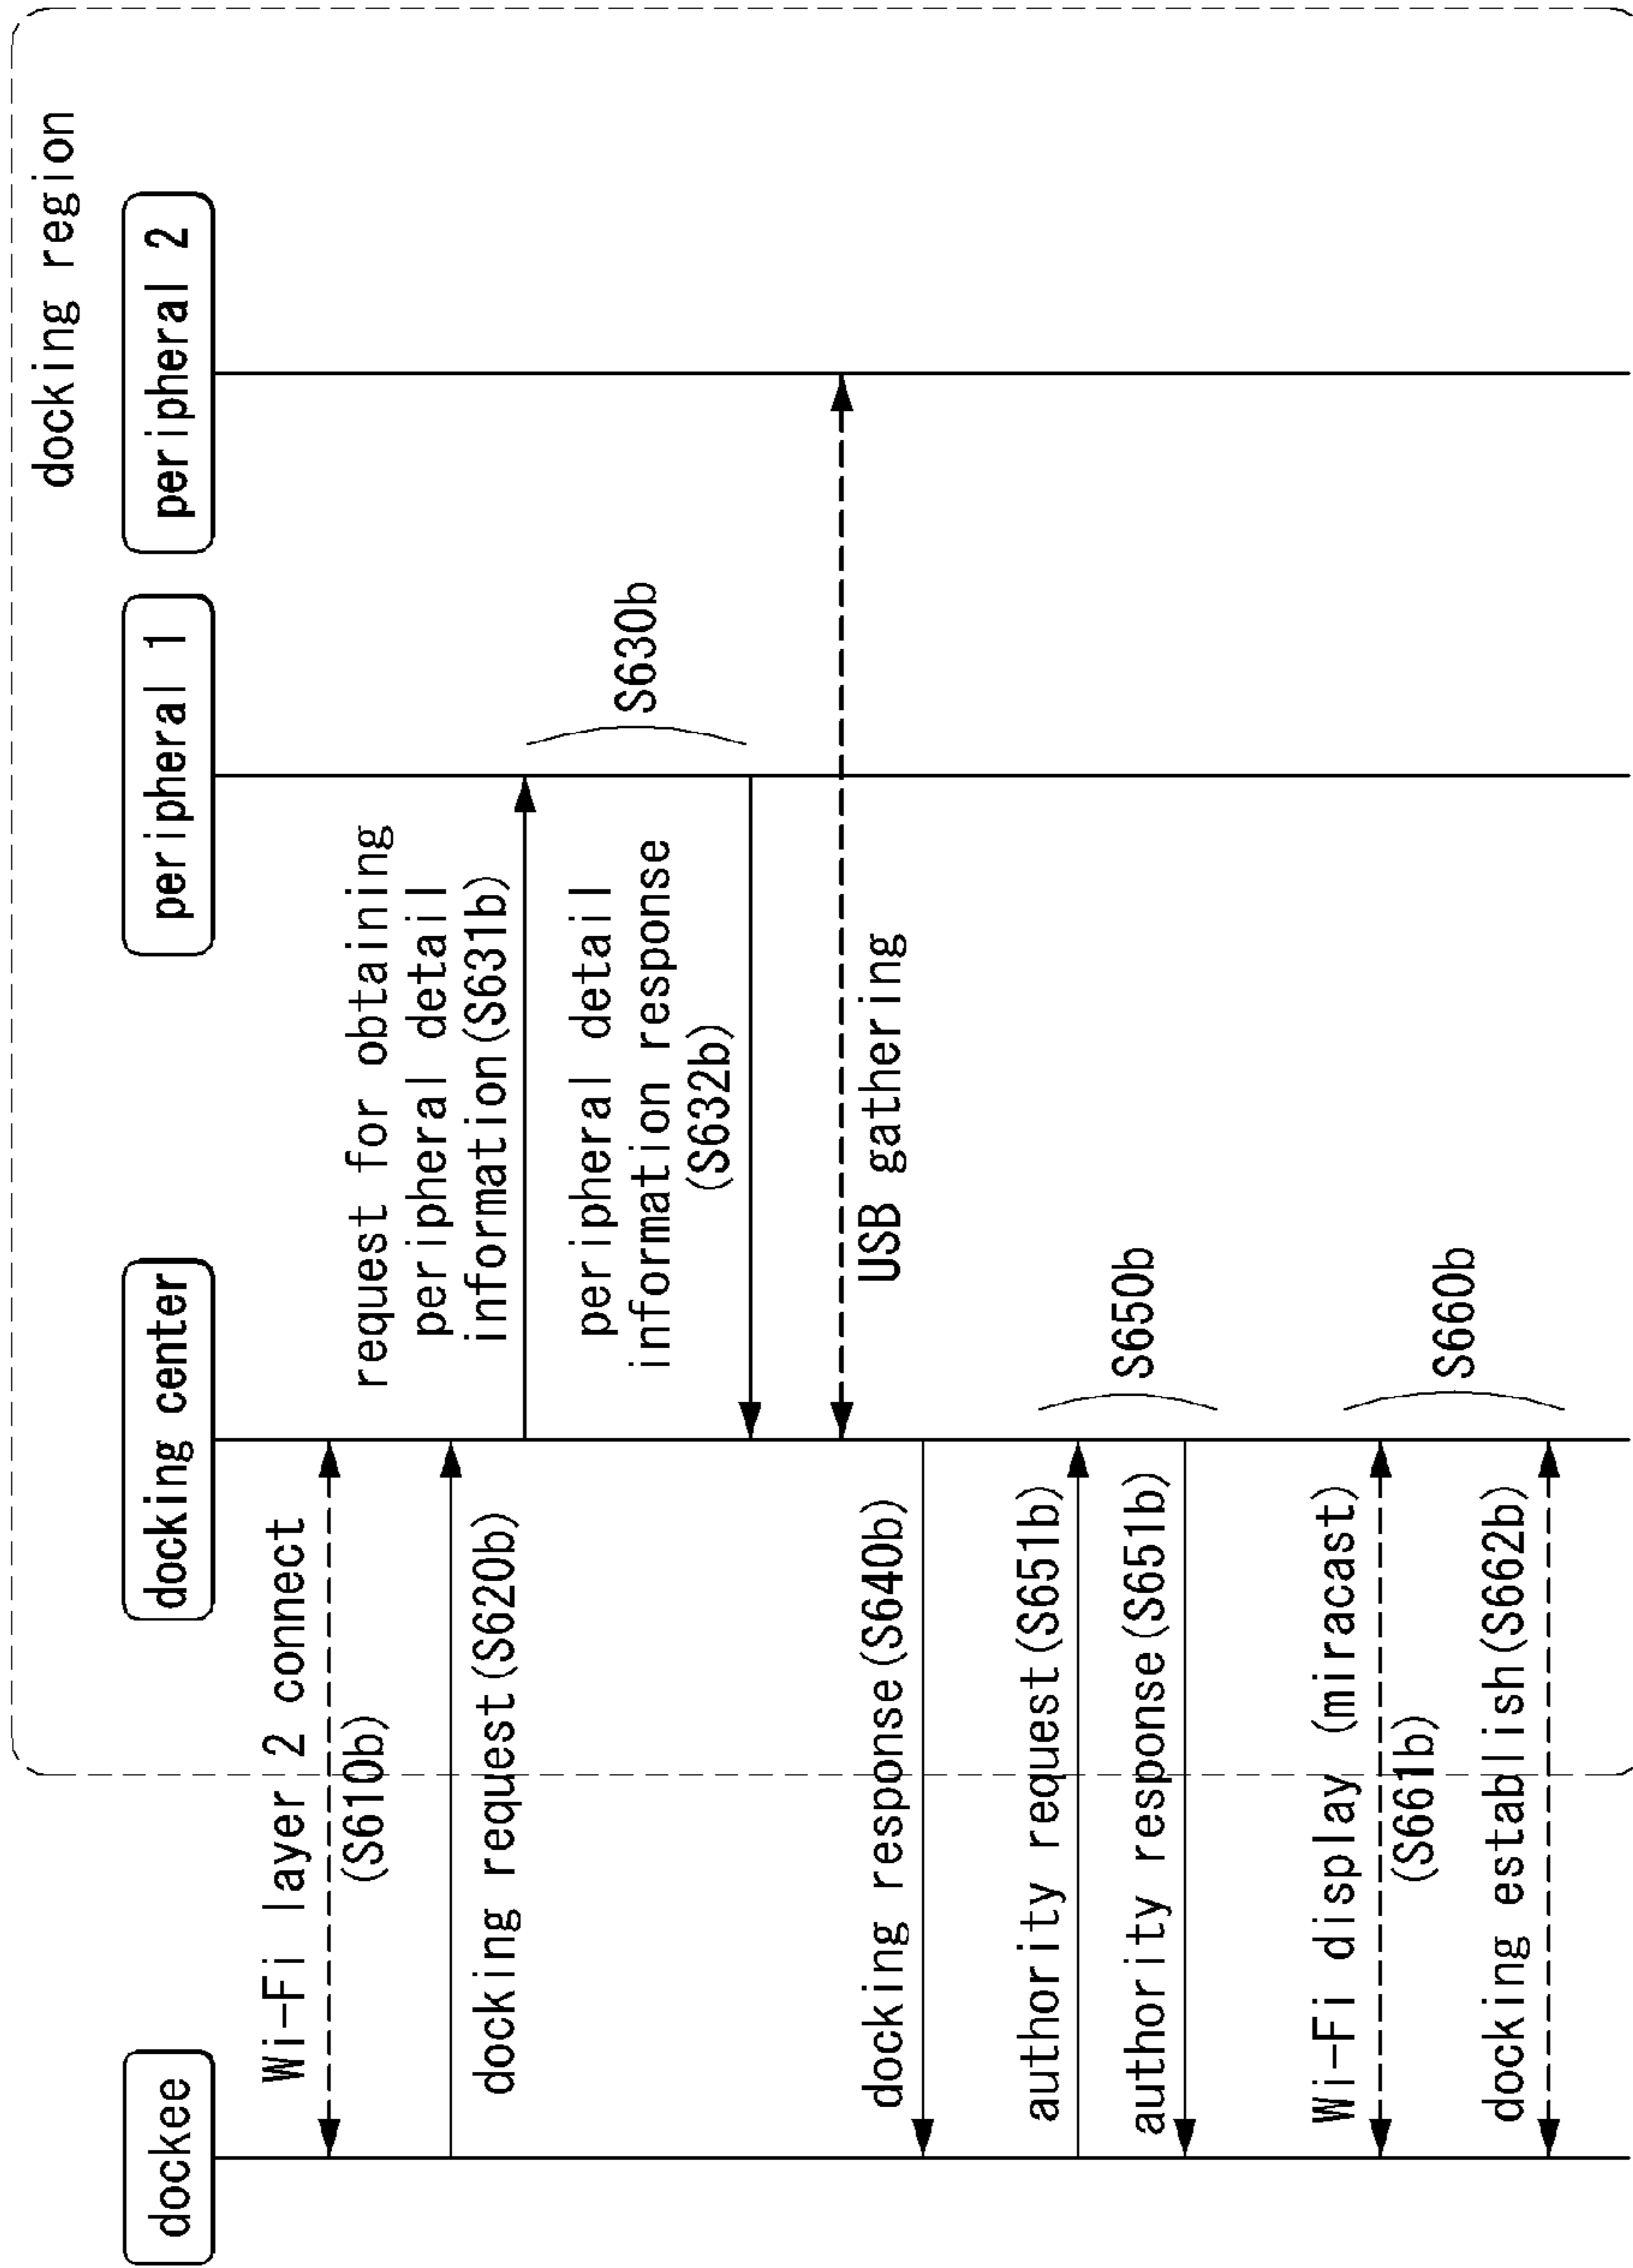 docking region
dockee
docking center
peripheral 1
peripheral 2
Wi-Fi layer 2 connect
(S610b)
docking request(S620b)
request for obtaining
peripheral detail
information(S631b)
peripheral detail
information response
(S632b)
S630b
USB gathering
docking response(S640b)
authority request(S651b)
authority response(S651b)
S650b
Wi-Fi display (miracast)
(S661b)
docking establish(S662b)
S660b